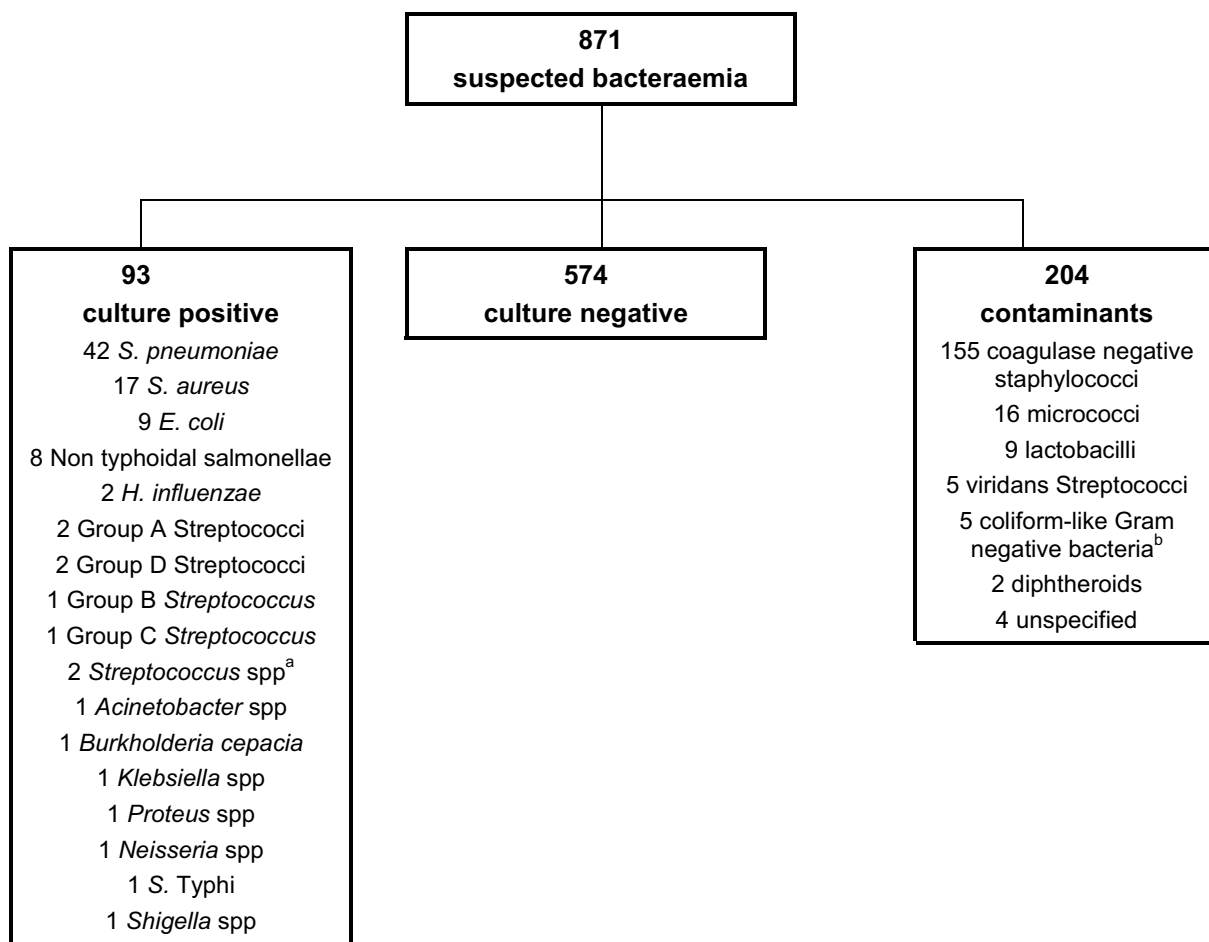 871
suspected bacteraemia
93
culture positive
42 S. pneumoniae
17 S. aureus
9 E. coli
8 Non typhoidal salmonellae
2 H. influenzae
2 Group A Streptococci
2 Group D Streptococci
1 Group B Streptococcus
1 Group C Streptococcus
2 Streptococcus spp^a
1 Acinetobacter spp
1 Burkholderia cepacia
1 Klebsiella spp
1 Proteus spp
1 Neisseria spp
1 S. Typhi
1 Shigella spp
574
culture negative
204
contaminants
155 coagulase negative
staphylococci
16 micrococci
9 lactobacilli
5 viridans Streptococci
5 coliform-like Gram
negative bacteria^b
2 diphtheroids
4 unspecified